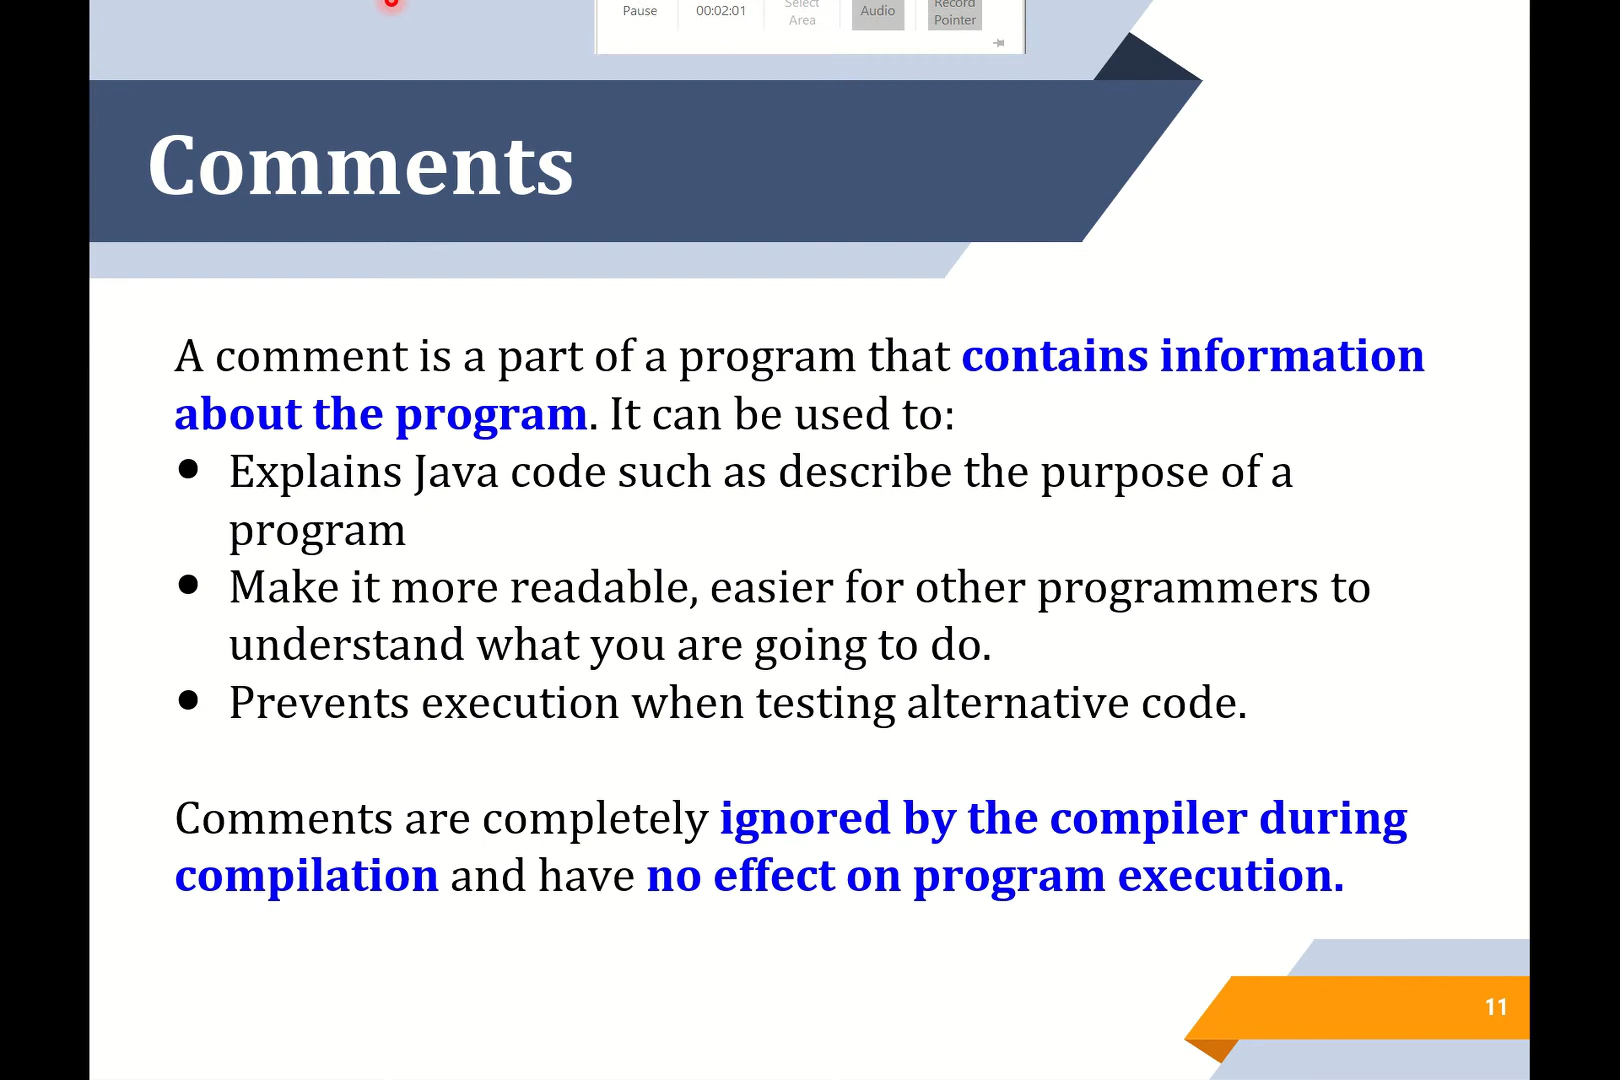 Pause 00:02:01 Select Area Audio Record Pointer
Comments
A comment is a part of a program that contains information
about the program. It can be used to:
● Explains Java code such as describe the purpose of a
program
● Make it more readable, easier for other programmers to
understand what you are going to do.
● Prevents execution when testing alternative code.
Comments are completely ignored by the compiler during
compilation and have no effect on program execution.
11